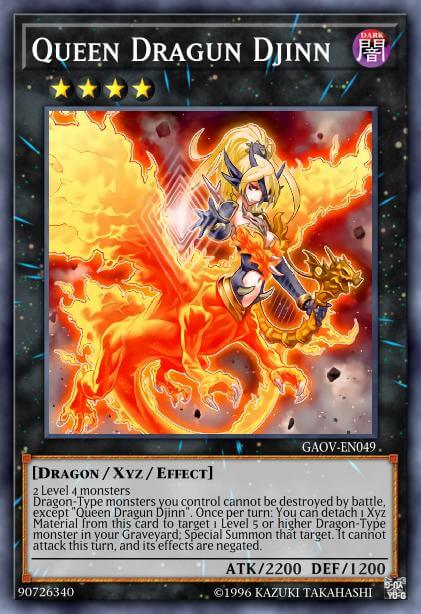 Queen Dragun Djinn
DARK
闇
GAOV-EN049
[Dragon / Xyz / Effect]
2 Level 4 monsters
Dragon-Type monsters you control cannot be destroyed by battle,
except "Queen Dragun Djinn". Once per turn: You can detach 1 Xyz
Material from this card to target 1 Level 5 or higher Dragon-Type
monster in your Graveyard; Special Summon that target. It cannot
attack this turn, and its effects are negated.
ATK/2200 DEF/1200
90726340
©1996 KAZUKI TAKAHASHI